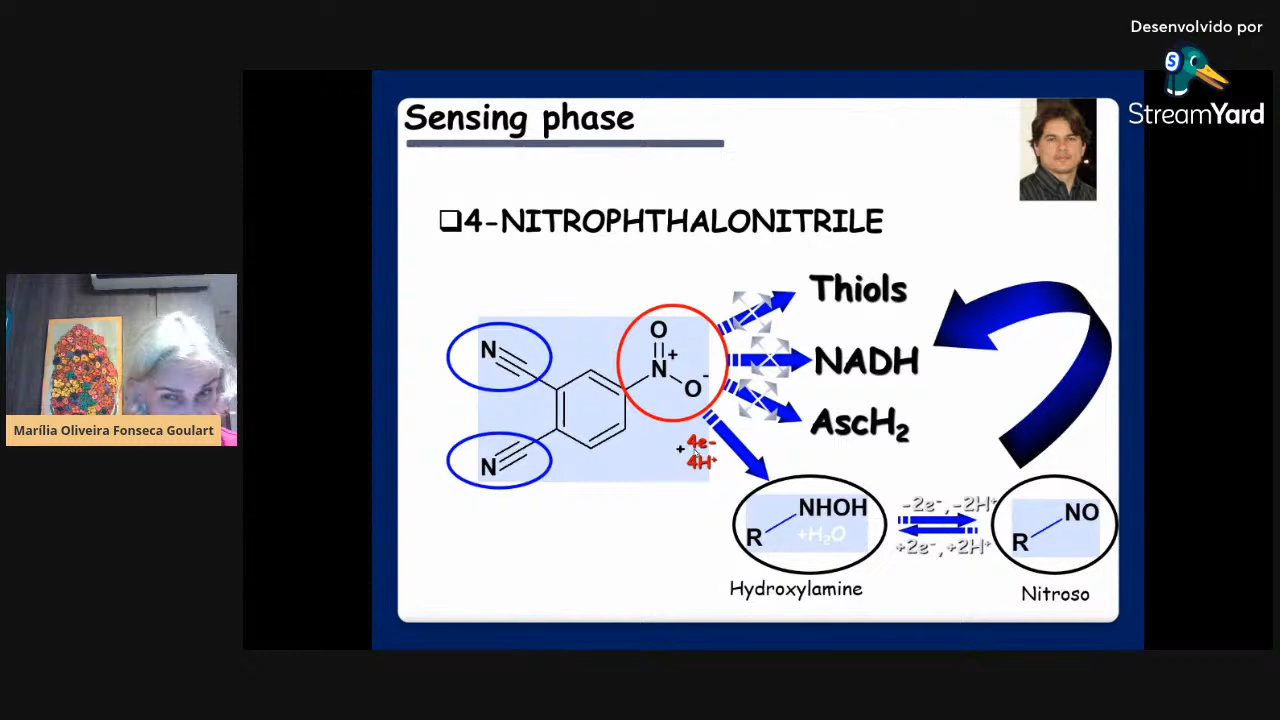 Desenvolvido por
S
StreamYard
Sensing phase
❑4-NITROPHTHALONITRILE
Thiols
NADH
AscH₂
N
N
O
N+
O-
+ 4e-
4H⁺
R NHOH
+H₂O
-2e⁻, -2H⁺
+2e⁻, +2H⁺
R NO
Hydroxylamine
Nitroso
Marília Oliveira Fonseca Goulart